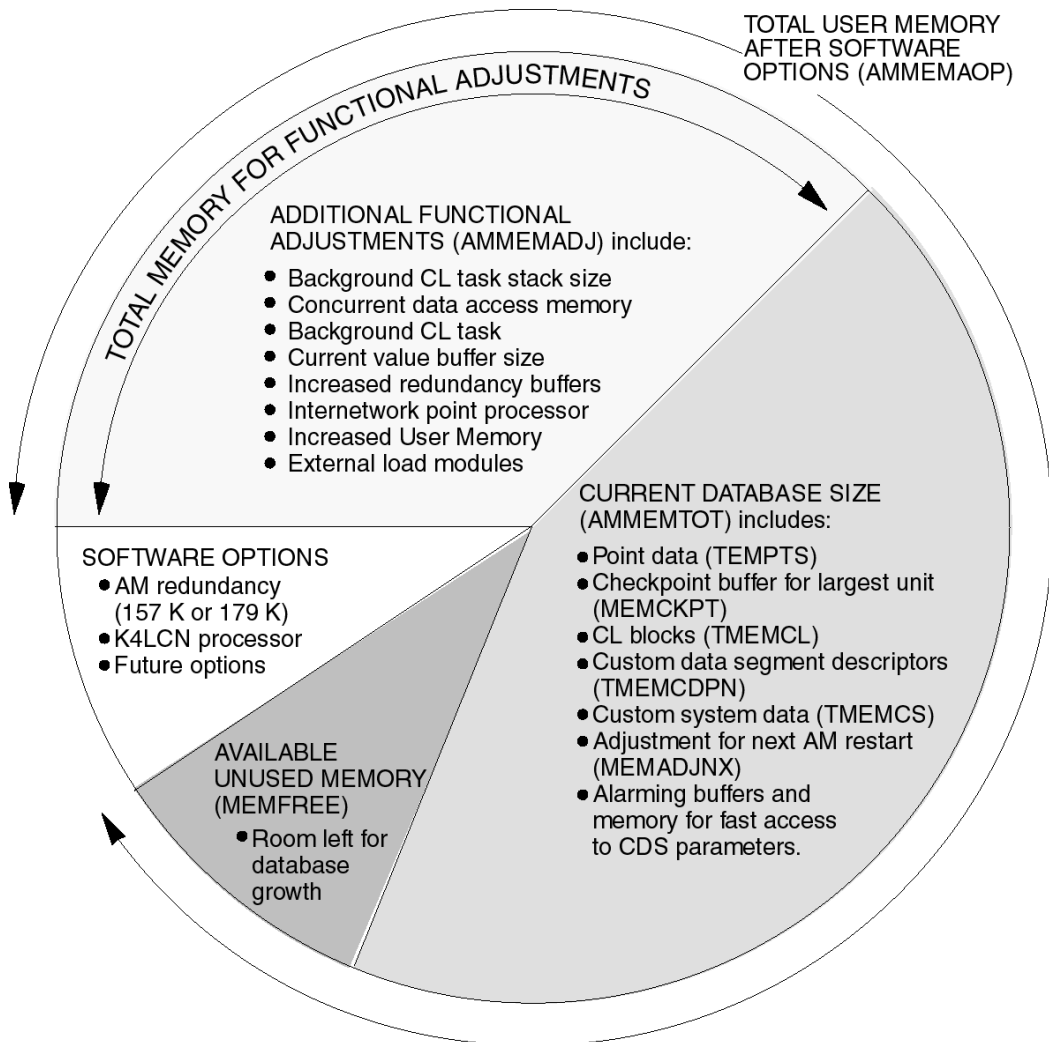 TOTAL USER MEMORY
AFTER SOFTWARE
OPTIONS (AMMEMAOP)
TOTAL MEMORY FOR FUNCTIONAL ADJUSTMENTS
ADDITIONAL FUNCTIONAL
ADJUSTMENTS (AMMEMADJ) include:
● Background CL task stack size
● Concurrent data access memory
● Background CL task
● Current value buffer size
● Increased redundancy buffers
● Internetwork point processor
● Increased User Memory
● External load modules
CURRENT DATABASE SIZE
(AMMEMTOT) includes:
● Point data (TEMPTS)
● Checkpoint buffer for largest unit
(MEMCKPT)
● CL blocks (TMEMCL)
● Custom data segment descriptors
(TMEMCDPN)
● Custom system data (TMEMCS)
● Adjustment for next AM restart
(MEMADJNX)
● Alarming buffers and
memory for fast access
to CDS parameters.
SOFTWARE OPTIONS
● AM redundancy
(157 K or 179 K)
● K4LCN processor
● Future options
AVAILABLE
UNUSED MEMORY
(MEMFREE)
● Room left for
database
growth